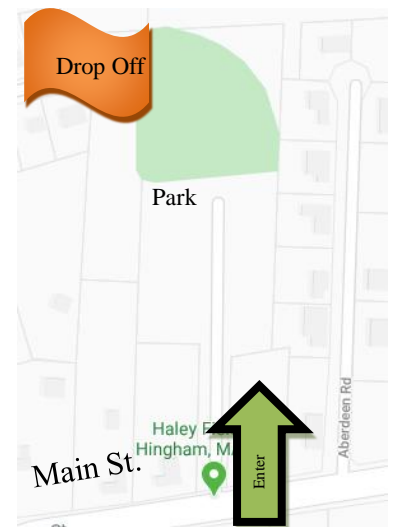 Drop Off
Park
Aberdeen Rd
Haley
Hingham,
Main St.
Enter